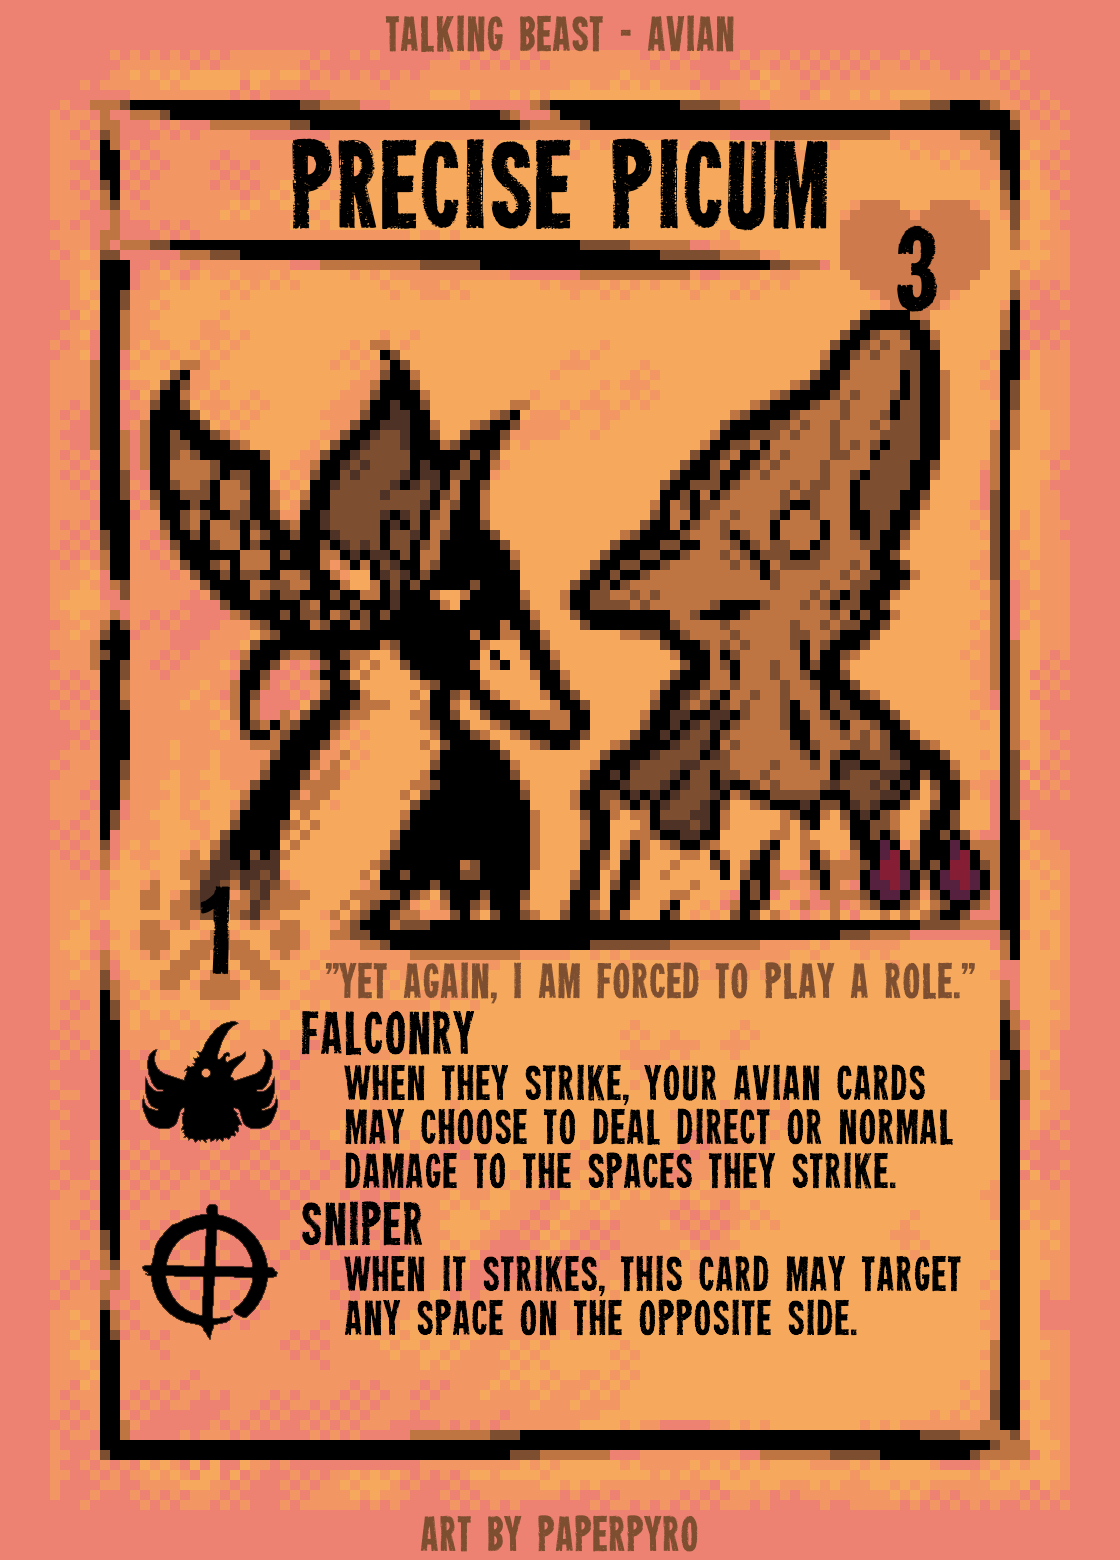 TALKING BEAST - AVIAN
PRECISE PICUM
3
1
"YET AGAIN, I AM FORCED TO PLAY A ROLE."
FALCONRY
WHEN THEY STRIKE, YOUR AVIAN CARDS
MAY CHOOSE TO DEAL DIRECT OR NORMAL
DAMAGE TO THE SPACES THEY STRIKE.
SNIPER
WHEN IT STRIKES, THIS CARD MAY TARGET
ANY SPACE ON THE OPPOSITE SIDE.
ART BY PAPERPYRO